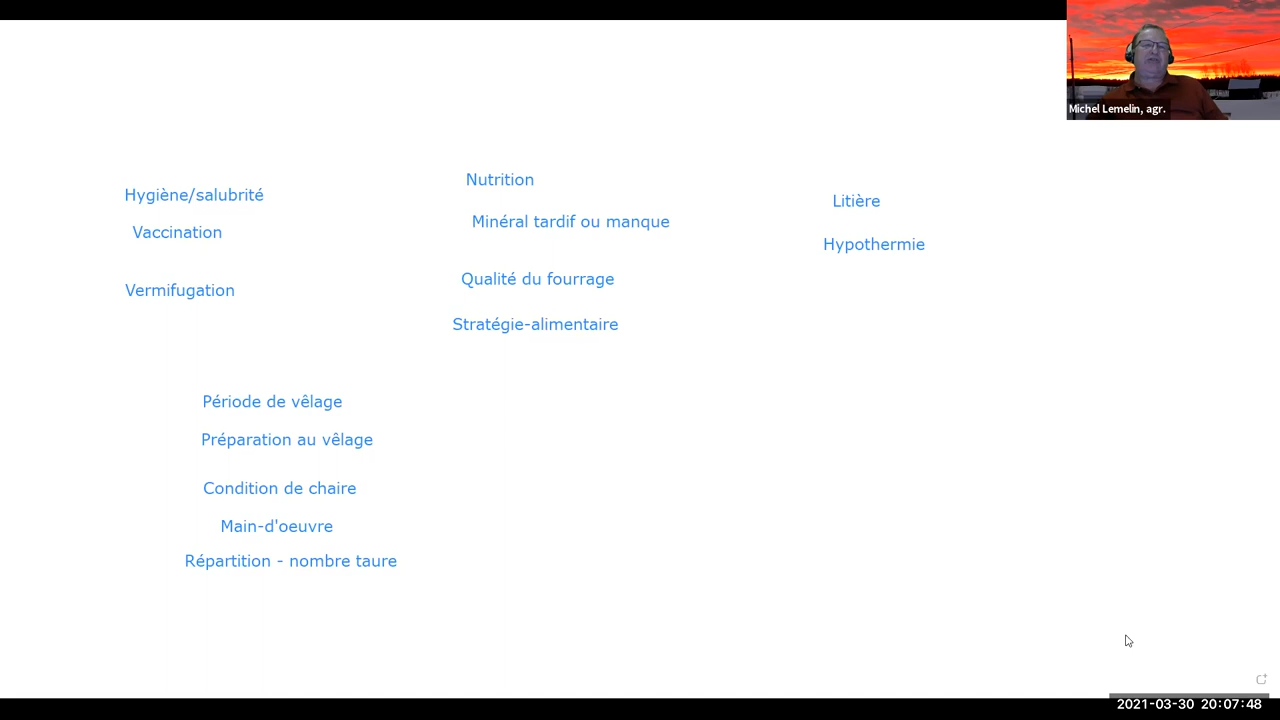 Michel Lemelin, agr.
Hygiène/salubrité
Vaccination
Vermifugation
Nutrition
Minéral tardif ou manque
Qualité du fourrage
Stratégie-alimentaire
Litière
Hypothermie
Période de vêlage
Préparation au vêlage
Condition de chaire
Main-d'oeuvre
Répartition - nombre taure
2021-03-30 20:07:48